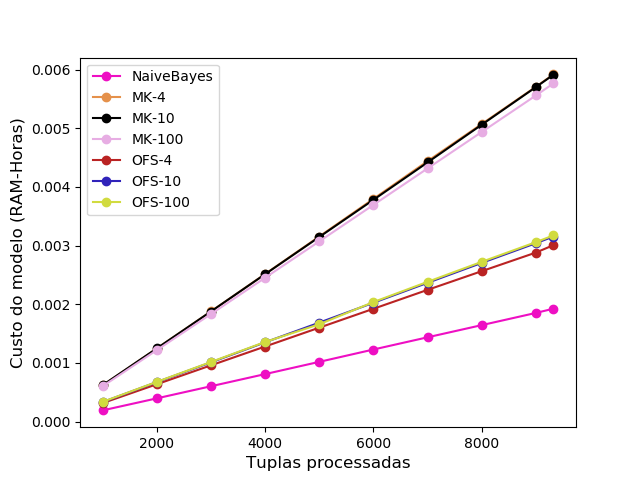 NaiveBayes
MK-4
MK-10
MK-100
OFS-4
OFS-10
OFS-100
0.006
0.005
0.004
0.003
0.002
0.001
0.000
Custo do modelo (RAM-Horas)
2000 4000 6000 8000
Tuplas processadas